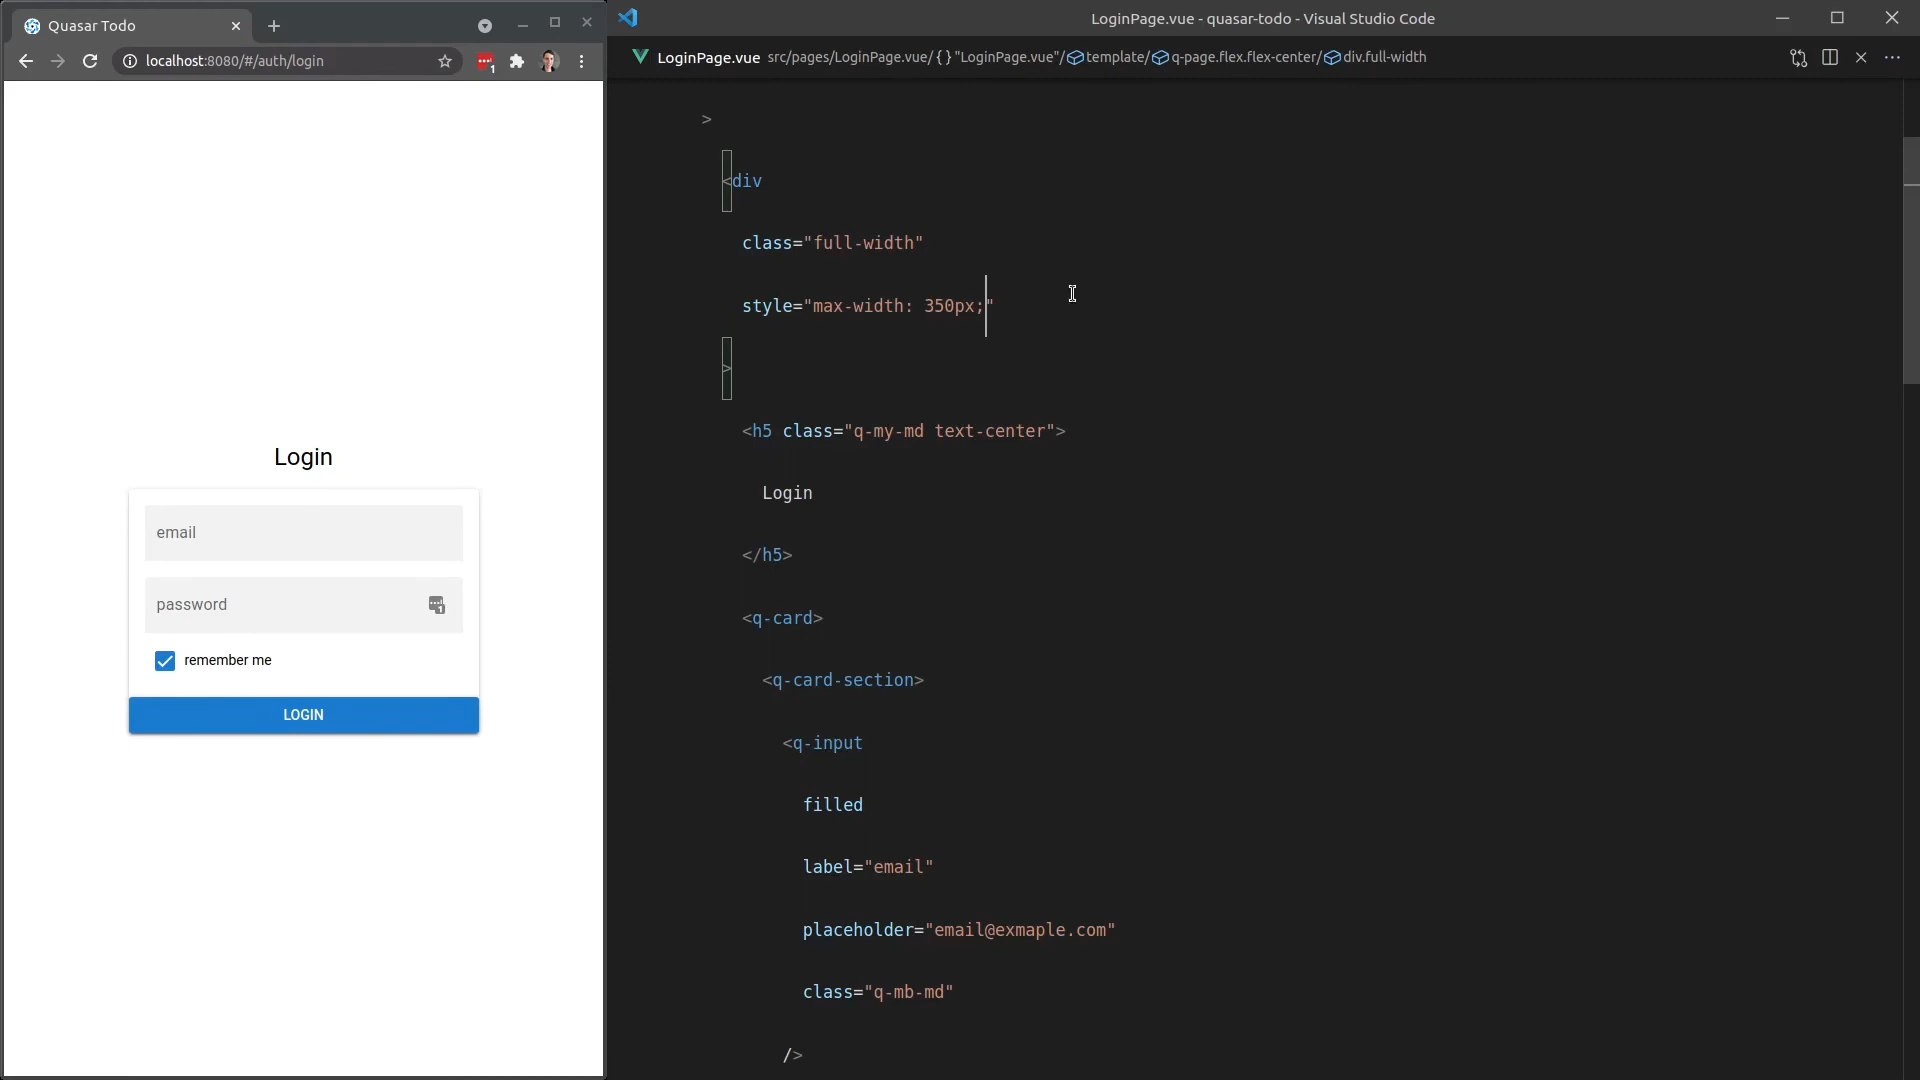 Quasar Todo
localhost:8080/#/auth/login
Login
email
password
remember me
LOGIN
LoginPage.vue - quasar-todo - Visual Studio Code
LoginPage.vue src/pages/LoginPage.vue/{ }"LoginPage.vue"/template/q-page.flex.flex-center/div.full-width
>
<div
class="full-width"
style="max-width: 350px;"
>
<h5 class="q-my-md text-center">
Login
</h5>
<q-card>
<q-card-section>
<q-input
filled
label="email"
placeholder="email@exmaple.com"
class="q-mb-md"
/>